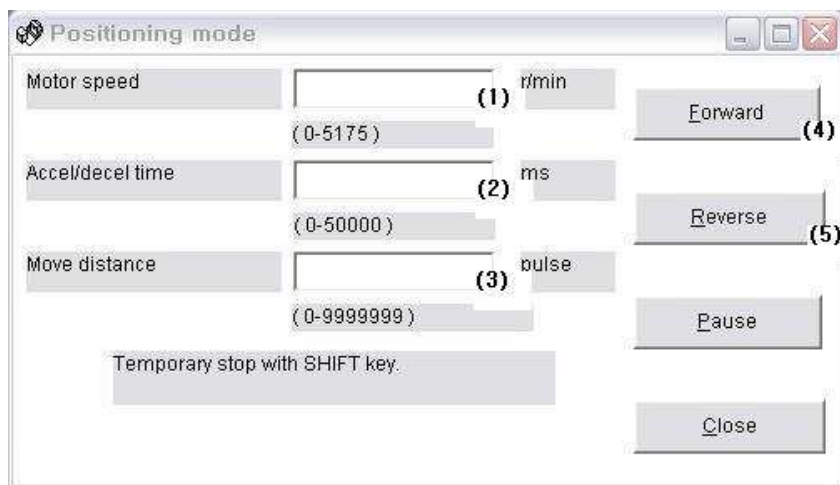 Positioning mode
Motor speed (1) r/min
( 0-5175 )
Forward (4)
Accel/decel time (2) ms
( 0-50000 )
Reverse (5)
Move distance (3) pulse
( 0-9999999 )
Pause
Temporary stop with SHIFT key.
Close